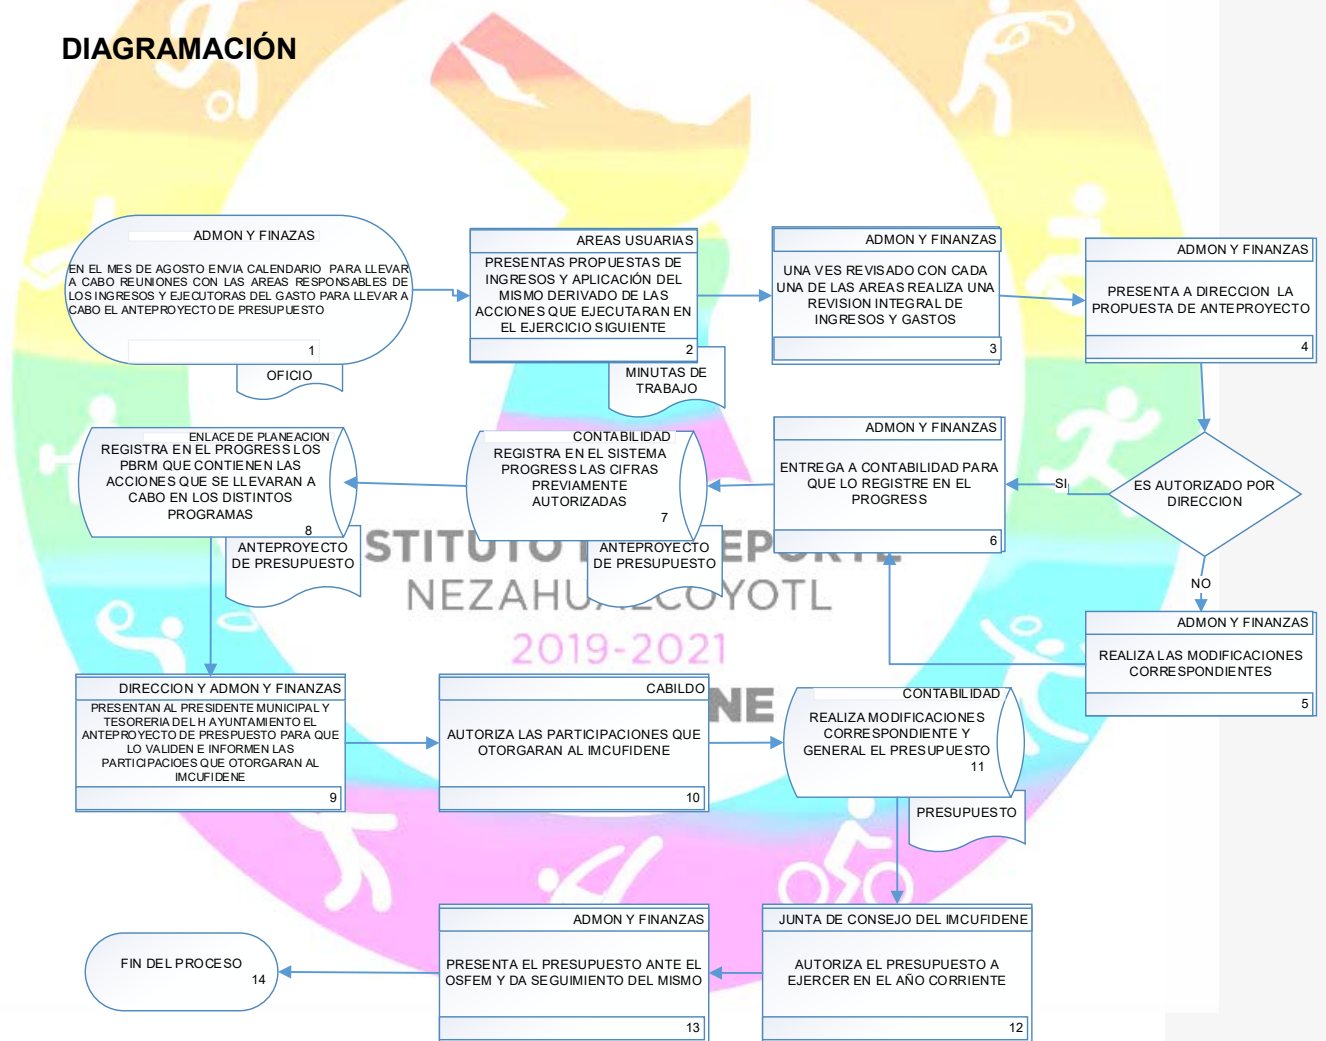 DIAGRAMACIÓN
ADMON Y FINAZAS
EN EL MES DE AGOSTO ENVIA CALENDARIO PARA LLEVAR
A CABO REUNIONES CON LAS AREAS RESPONSABLES DE
LOS INGRESOS Y EJECUTORAS DEL GASTO PARA LLEVAR A
CABO EL ANTEPROYECTO DE PRESUPUESTO
1
OFICIO
AREAS USUARIAS
PRESENTAS PROPUESTAS DE
INGRESOS Y APLICACIÓN DEL
MISMO DERIVADO DE LAS
ACCIONES QUE EJECUTARAN EN
EL EJERCICIO SIGUIENTE
2
MINUTAS DE
TRABAJO
ADMON Y FINANZAS
UNA VES REVISADO CON CADA
UNA DE LAS AREAS REALIZA UNA
REVISION INTEGRAL DE
INGRESOS Y GASTOS
3
ADMON Y FINANZAS
PRESENTA A DIRECCION LA
PROPUESTA DE ANTEPROYECTO
4
ES AUTORIZADO POR
DIRECCION
SI
NO
ADMON Y FINANZAS
REALIZA LAS MODIFICACIONES
CORRESPONDIENTES
5
ADMON Y FINANZAS
ENTREGA A CONTABILIDAD PARA
QUE LO REGISTRE EN EL
PROGRESS
6
CONTABILIDAD
REGISTRA EN EL SISTEMA
PROGRESS LAS CIFRAS
PREVIAMENTE
AUTORIZADAS
7
ANTEPROYECTO
DE PRESUPUESTO
ENLACE DE PLANEACION
REGISTRA EN EL PROGRESS LOS
PBRM QUE CONTIENEN LAS
ACCIONES QUE SE LLEVARAN A
CABO EN LOS DISTINTOS
PROGRAMAS
8
ANTEPROYECTO
DE PRESUPUESTO
STITUTO
NEZAHUALCOYOTL
2019-2021
NE
DIRECCION Y ADMON Y FINANZAS
PRESENTAN AL PRESIDENTE MUNICIPAL Y
TESORERIA DEL H AYUNTAMIENTO EL
ANTEPROYECTO DE PRESPUESTO PARA QUE
LO VALIDEN E INFORMEN LAS
PARTICIPACIOES QUE OTORGARAN AL
IMCUFIDENE
9
CABILDO
AUTORIZA LAS PARTICIPACIONES QUE
OTORGARAN AL IMCUFIDENE
10
CONTABILIDAD
REALIZA MODIFICACIONES
CORRESPONDIENTE Y
GENERAL EL PRESUPUESTO
11
PRESUPUESTO
JUNTA DE CONSEJO DEL IMCUFIDENE
AUTORIZA EL PRESUPUESTO A
EJERCER EN EL AÑO CORRIENTE
12
ADMON Y FINANZAS
PRESENTA EL PRESUPUESTO ANTE EL
OSFEM Y DA SEGUIMIENTO DEL MISMO
13
FIN DEL PROCESO
14